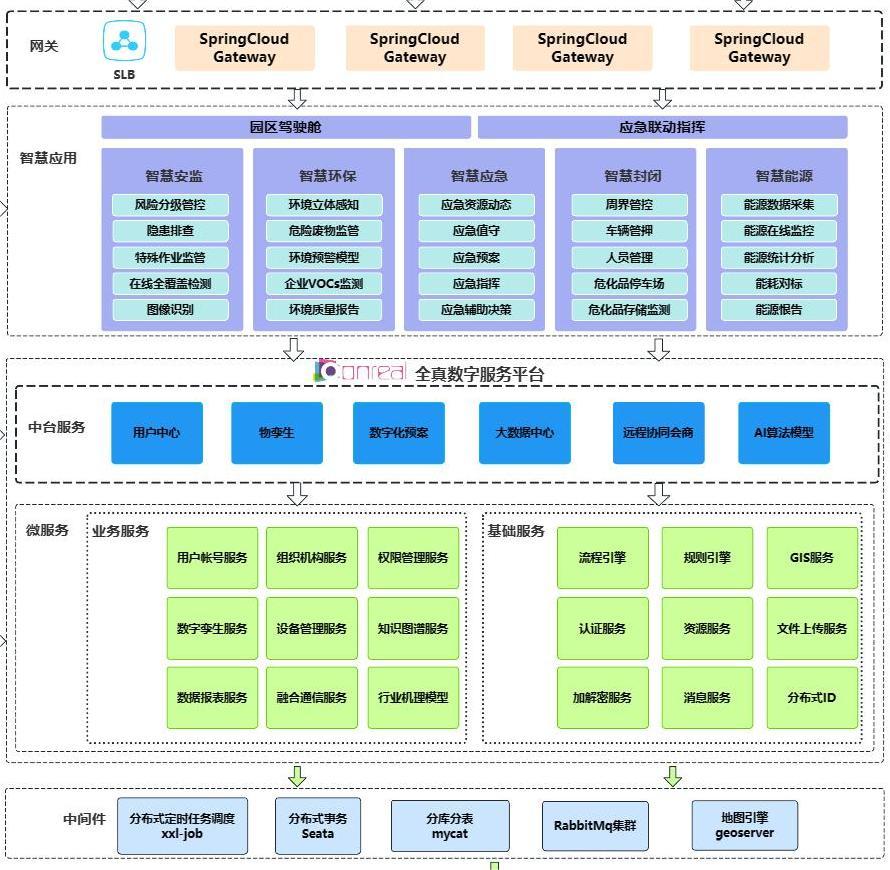 网关
SLB
SpringCloud
Gateway
SpringCloud
Gateway
SpringCloud
Gateway
SpringCloud
Gateway
智慧应用
园区驾驶舱
应急联动指挥
智慧安监
风险分级管控
隐患排查
特殊作业监管
在线全覆盖检测
图像识别
智慧环保
环境立体感知
危险废物监管
环境预警模型
企业VOCs监测
环境质量报告
智慧应急
应急资源动态
应急值守
应急预案
应急指挥
应急辅助决策
智慧封闭
周界管控
车辆管押
人员管理
危化品停车场
危化品存储监测
智慧能源
能源数据采集
能源在线监控
能源统计分析
能耗对标
能源恨告
Conreal 全真数字服务平台
中台服务
用户中心
物孪生
数字化预案
大数据中心
远程协同会商
AI算法模型
微服务
业务服务
用户帐号服务
组织机构服务
权限管理服务
数字孪生服务
设备管理服务
知识图谱服务
数据报表服务
融合通信服务
行业机理模型
基础服务
流程引擎
规则引擎
GIS服务
认证服务
资源服务
文件上传服务
加解密服务
消息服务
分布式ID
中间件
分布式定时任务调度
xxl-job
分布式事务
Seata
分库分表
mycat
RabbitMq集群
地图引擎
geoserver